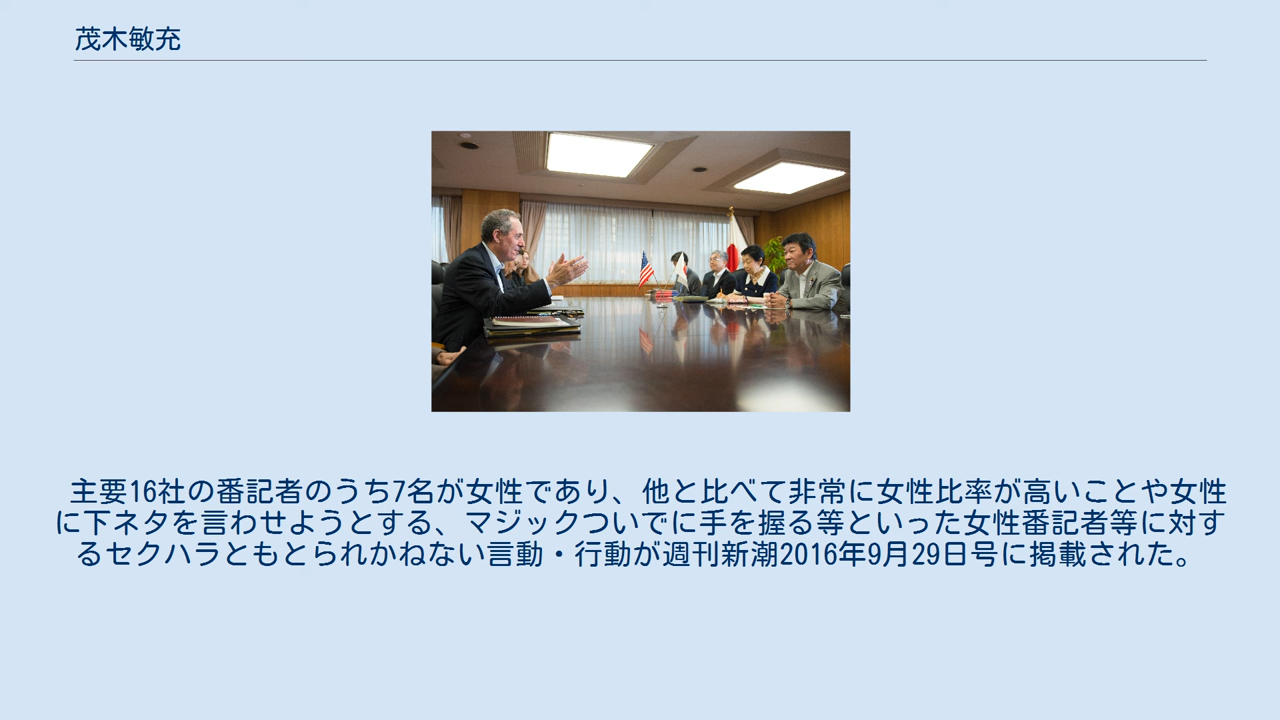 茂木敏充
主要16社の番記者のうち7名が女性であり、他と比べて非常に女性比率が高いことや女性
に下ネタを言わせようとする、マジックついでに手を握る等といった女性番記者等に対す
るセクハラともとられかねない言動・行動が週刊新潮2016年9月29日号に掲載された。